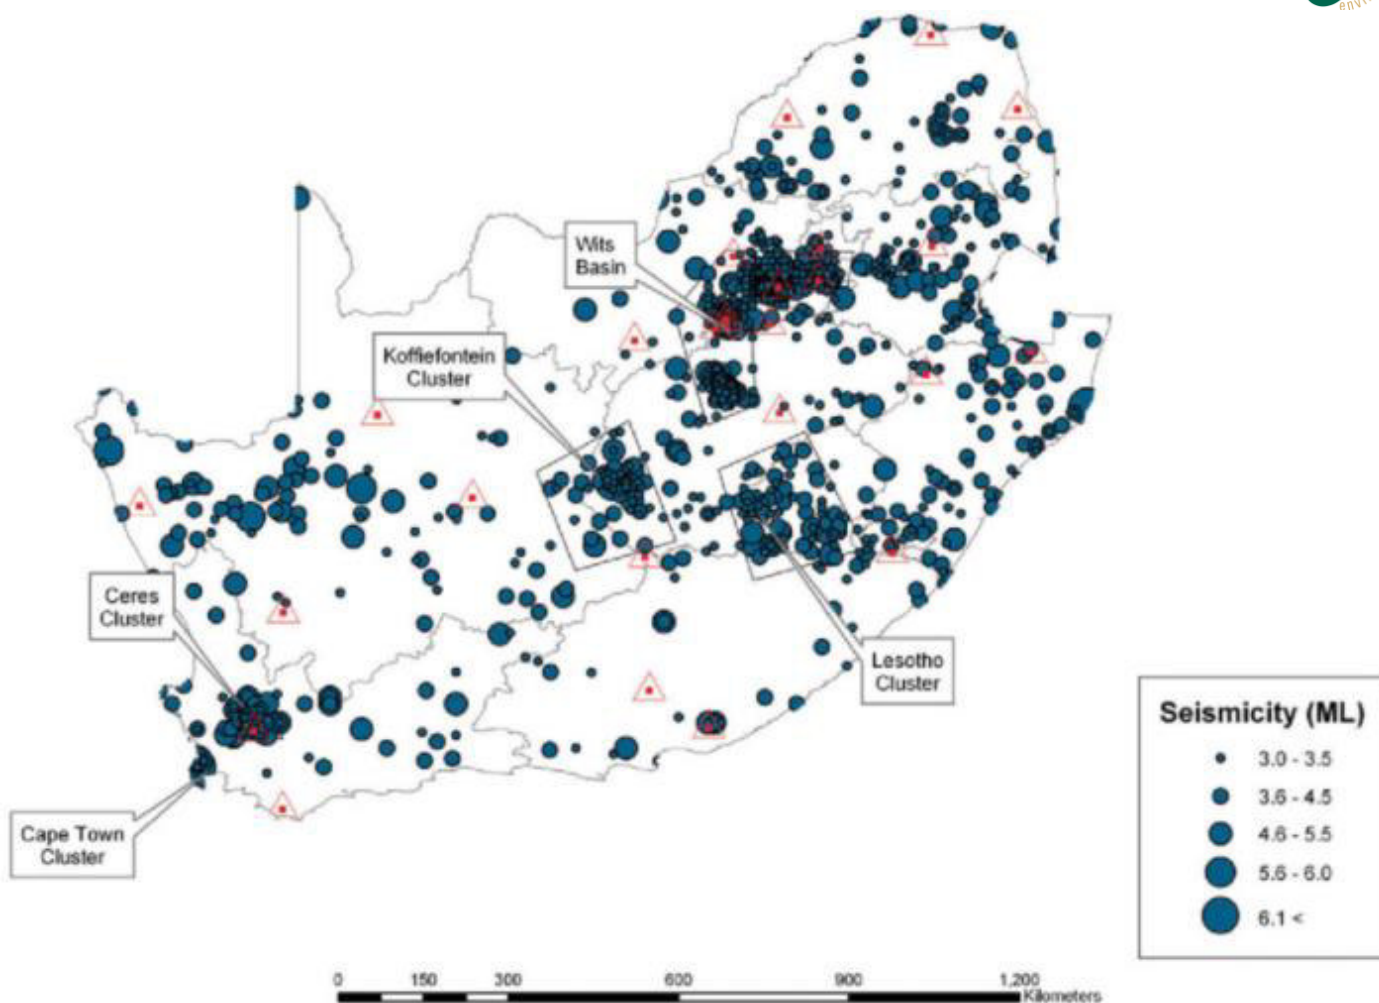 Wits
Basin
Koffiefontein
Cluster
Ceres
Cluster
Lesotho
Cluster
Cape Town
Cluster
Seismicity (ML)
3.0 - 3.5
3.6 - 4.5
4.6 - 5.5
5.6 - 6.0
6.1 <
0 150 300 600 900 1,200
Kilometers